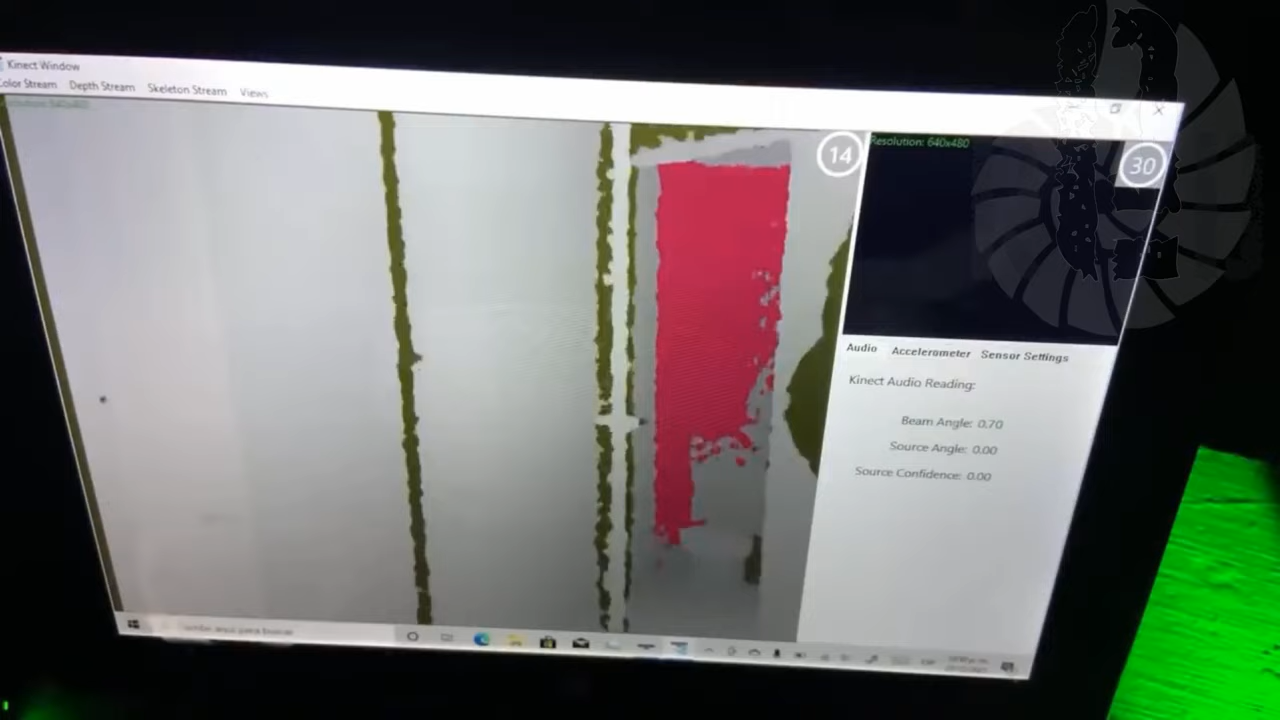 Kinect Window
Color Stream Depth Stream Skeleton Stream Views
14
Resolution: 640x480
30
Audio Accelerometer Sensor Settings
Kinect Audio Reading:
Beam Angle: 0.70
Source Angle: 0.00
Source Confidence: 0.00